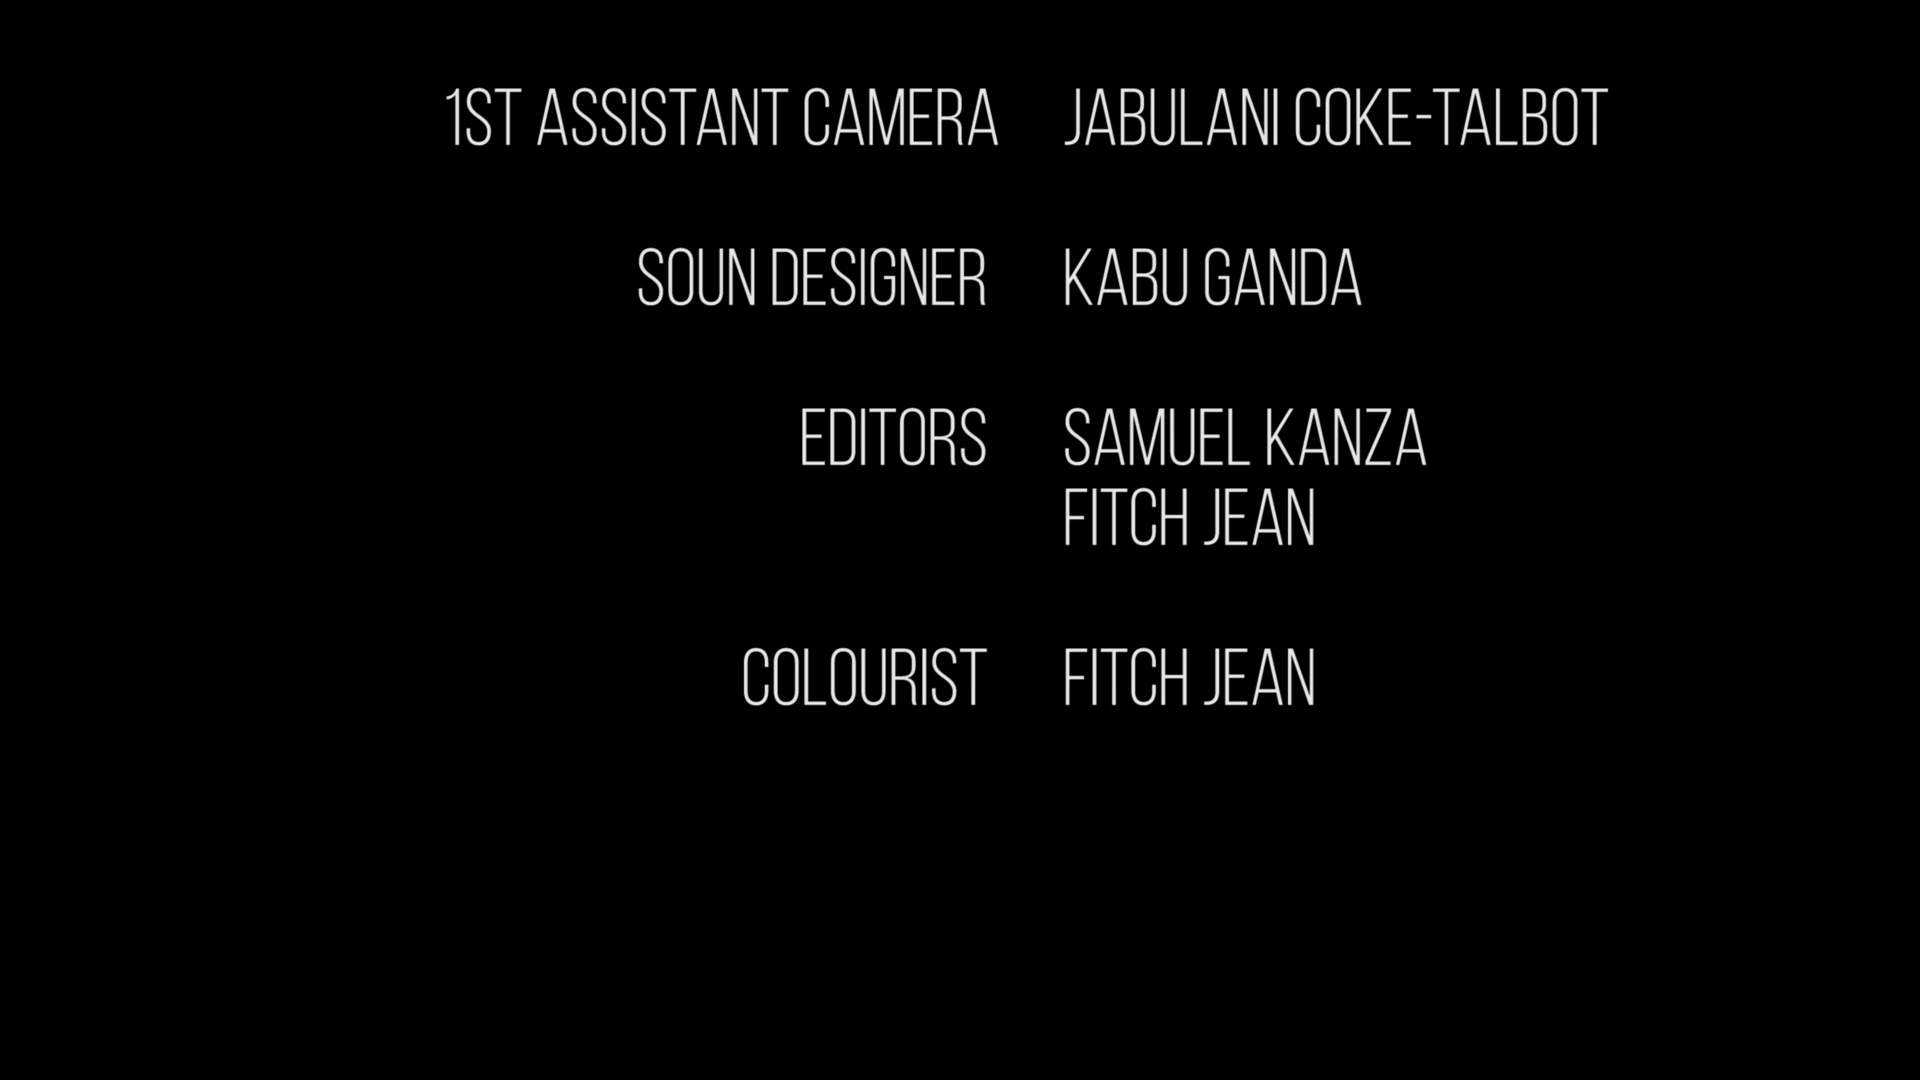 1ST ASSISTANT CAMERA JABULANI COKE-TALBOT
SOUN DESIGNER KABU GANDA
EDITORS SAMUEL KANZA
FITCH JEAN
COLOURIST FITCH JEAN